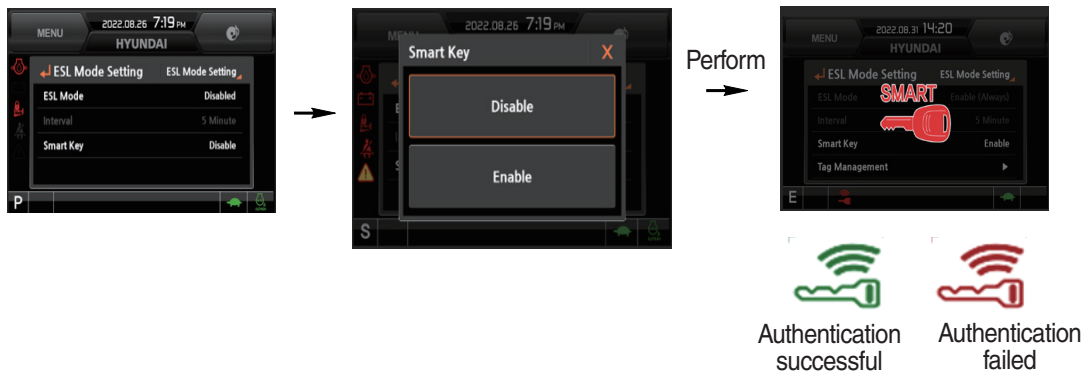 MENU
2022.08.26 7:19 PM
HYUNDAI
ESL Mode Setting
ESL Mode Setting
ESL Mode Disabled
Interval 5 Minute
Smart Key Disable
P
2022.08.26 7:19 PM
Smart Key X
Disable
Enable
S
Perform
MENU
2022.08.31 14:20
HYUNDAI
ESL Mode Setting
ESL Mode Setting
ESL Mode Enable (Always)
SMART
Interval 5 Minute
Smart Key Enable
Tag Management
E
Authentication
successful
Authentication
failed